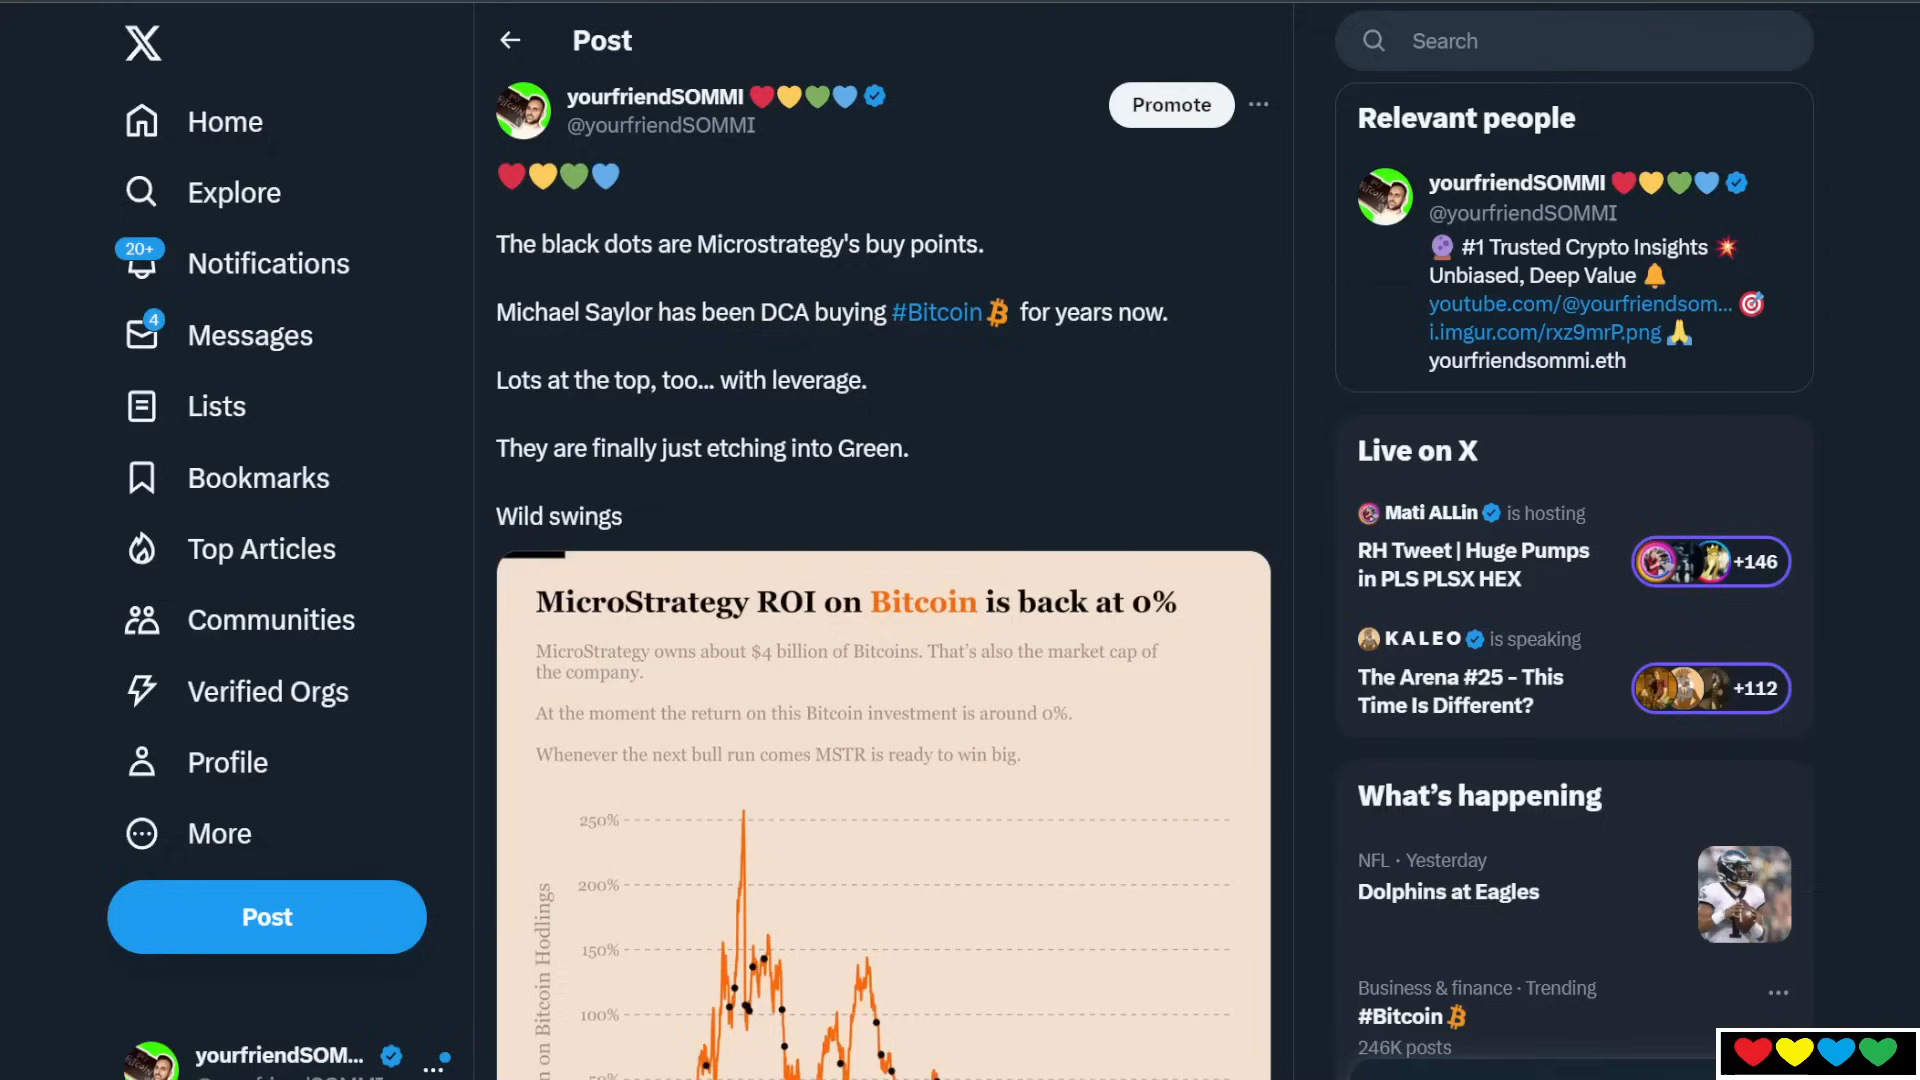 Home
Explore
20+
Notifications
4
Messages
Lists
Bookmarks
Top Articles
Communities
Verified Orgs
Profile
More
Post
yourfriendSOM...
Post
yourfriendSOMMI
@yourfriendSOMMI
Promote
The black dots are Microstrategy's buy points.
Michael Saylor has been DCA buying #Bitcoin for years now.
Lots at the top, too... with leverage.
They are finally just etching into Green.
Wild swings
MicroStrategy ROI on Bitcoin is back at 0%
MicroStrategy owns about $4 billion of Bitcoins. That's also the market cap of
the company.
At the moment the return on this Bitcoin investment is around 0%.
Whenever the next bull run comes MSTR is ready to win big.
250%
200%
150%
100%
50%
on Bitcoin Hodlings
Search
Relevant people
yourfriendSOMMI
@yourfriendSOMMI
#1 Trusted Crypto Insights
Unbiased, Deep Value
youtube.com/@yourfriendsom...
i.imgur.com/rxz9mrP.png
yourfriendsommi.eth
Live on X
Mati ALLin is hosting
RH Tweet | Huge Pumps
in PLS PLSX HEX
+146
K A L E O is speaking
The Arena #25 - This
Time Is Different?
+112
What's happening
NFL · Yesterday
Dolphins at Eagles
Business & finance · Trending
#Bitcoin
246K posts